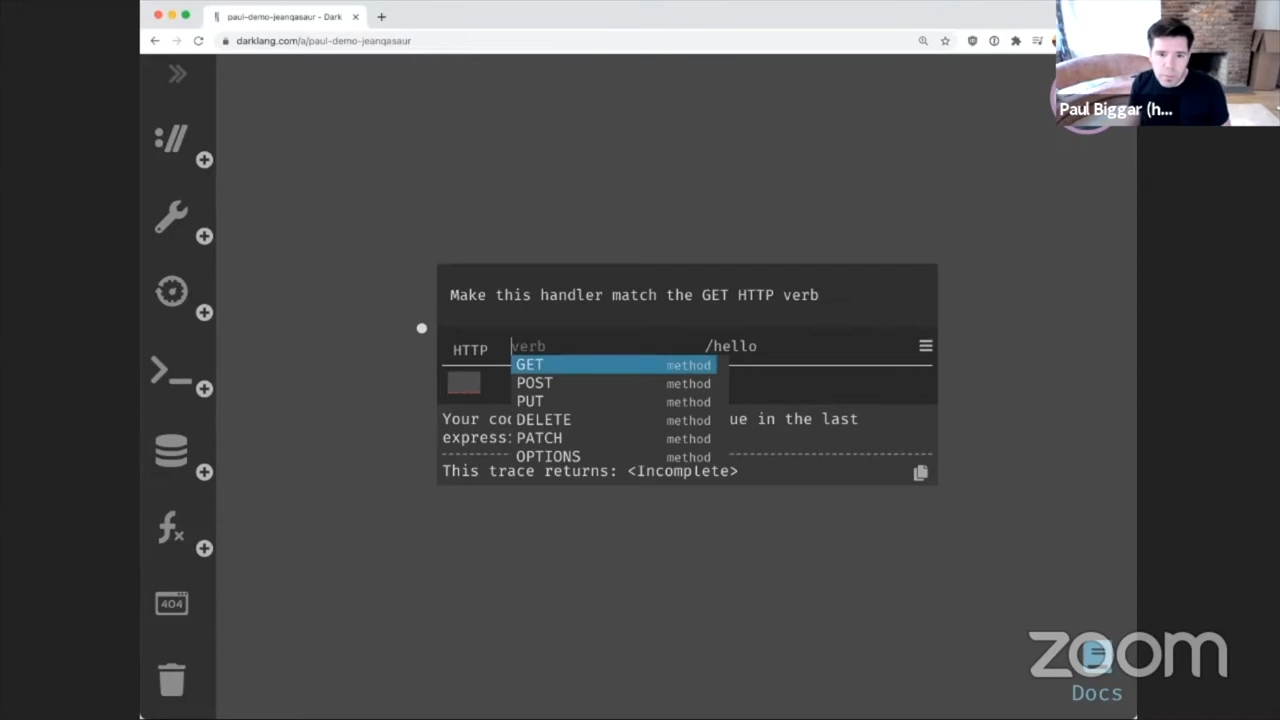 paul-demo-jeanqasaur - Dark
darklang.com/a/paul-demo-jeanqasaur
Paul Biggar (h...
://
Make this handler match the GET HTTP verb
HTTP verb /hello
GET method
POST method
PUT method
DELETE method
PATCH method
OPTIONS method
Your co ue in the last
express
This trace returns: <Incomplete>
fx
404
zoom
Docs